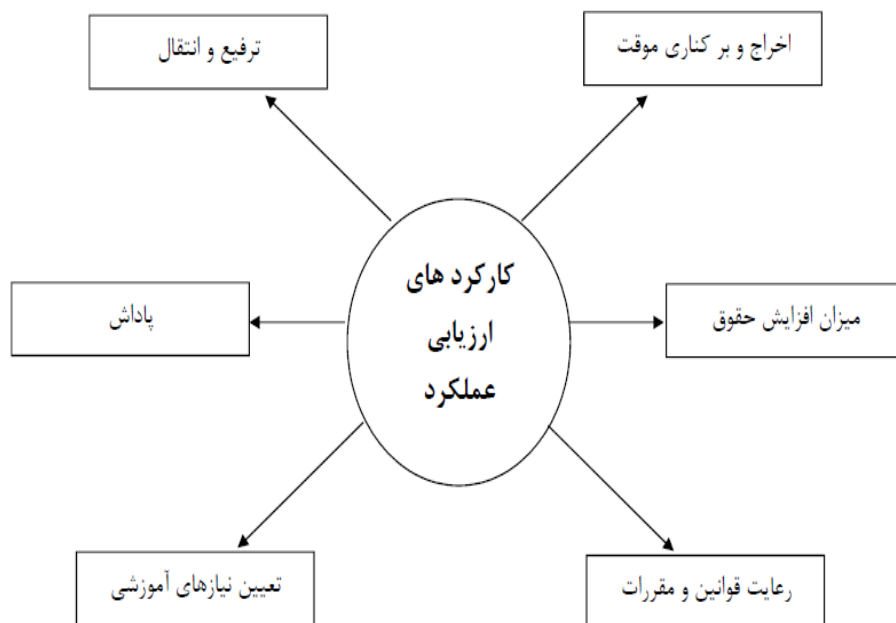 اخراج و بر کناری موقت
ترفیع و انتقال
کارکرد های
ارزیابی
عملکرد
میزان افزایش حقوق
پاداش
رعایت قوانین و مقررات
تعیین نیازهای آموزشی